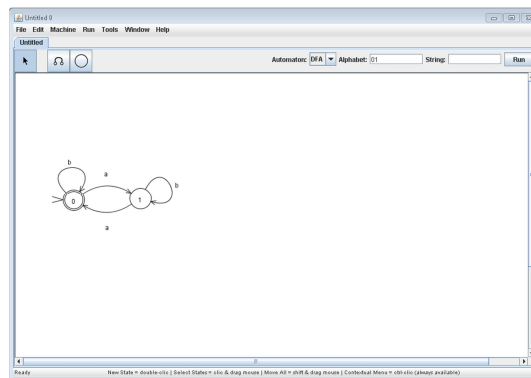 Untitled 0
File Edit Machine Run Tools Window Help
Untitled
Automaton: DFA Alphabet: 01 String: Run
b
a
b
0
1
a
Ready New State = double-clic | Select States = clic & drag mouse | Move All = shift & drag mouse | Contextual Menu = ctrl-clic (always available)